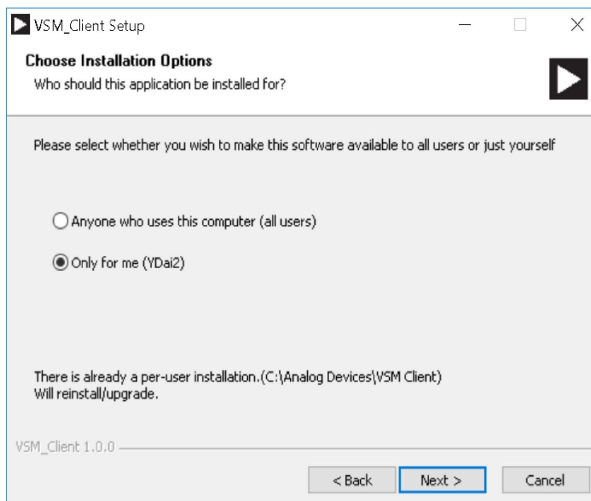 VSM_Client Setup
Choose Installation Options
Who should this application be installed for?
Please select whether you wish to make this software available to all users or just yourself
Anyone who uses this computer (all users)
Only for me (YDai2)
There is already a per-user installation.(C:\Analog Devices\VSM Client)
Will reinstall/upgrade.
VSM_Client 1.0.0
< Back Next > Cancel